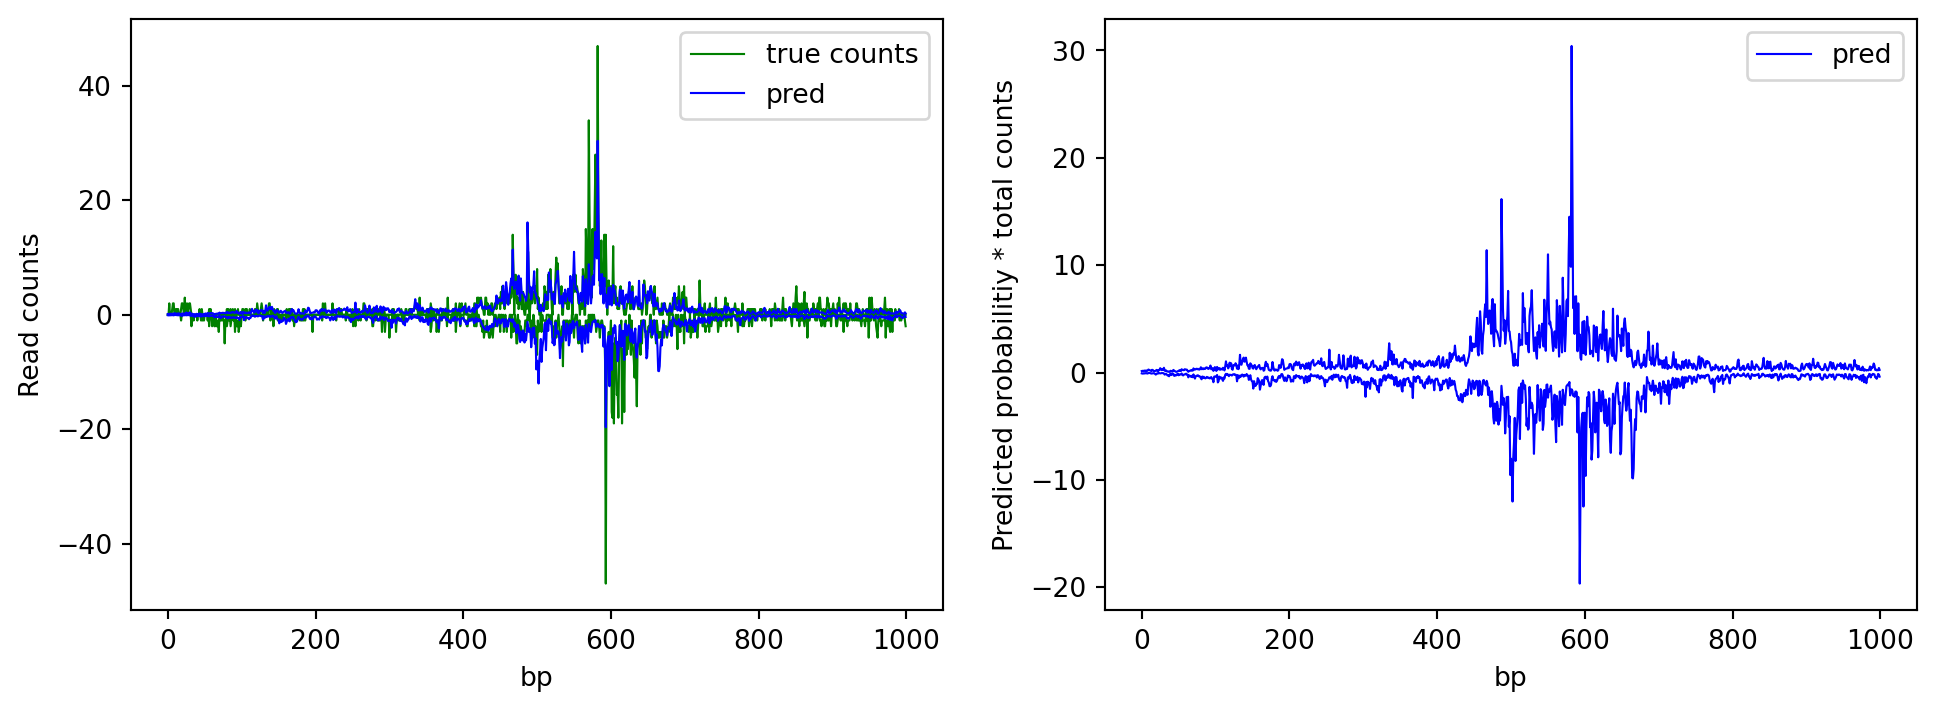 true counts
pred
40
20
0
−20
−40
Read counts
0 200 400 600 800 1000
bp
pred
30
20
10
0
−10
−20
Predicted probabilitiy * total counts
0 200 400 600 800 1000
bp